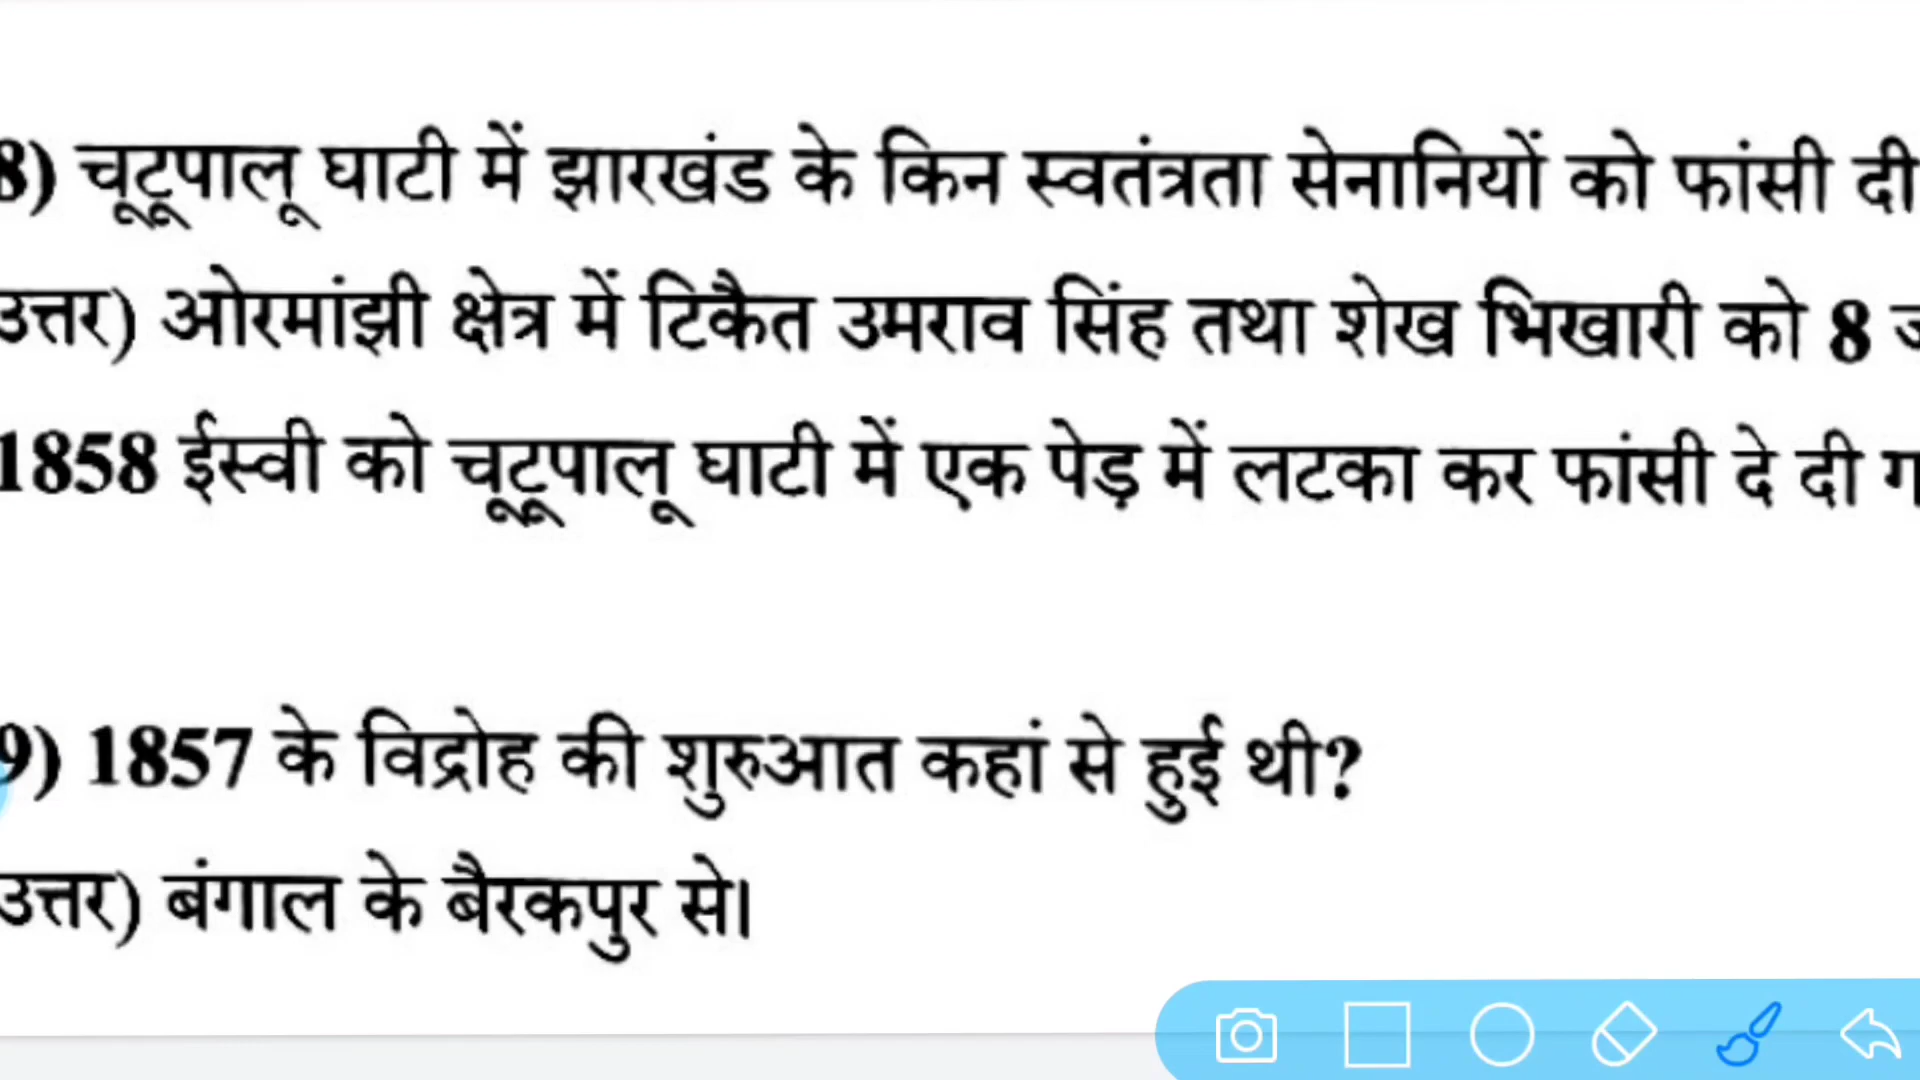 8) चूटूपालू घाटी में झारखंड के किन स्वतंत्रता सेनानियों को फांसी दी
उत्तर) ओरमांझी क्षेत्र में टिकैत उमराव सिंह तथा शेख भिखारी को 8
1858 ईस्वी को चूटूपालू घाटी में एक पेड़ में लटका कर फांसी दे दी
9) 1857 के विद्रोह की शुरुआत कहां से हुई थी?
उत्तर) बंगाल के बैरकपुर से।